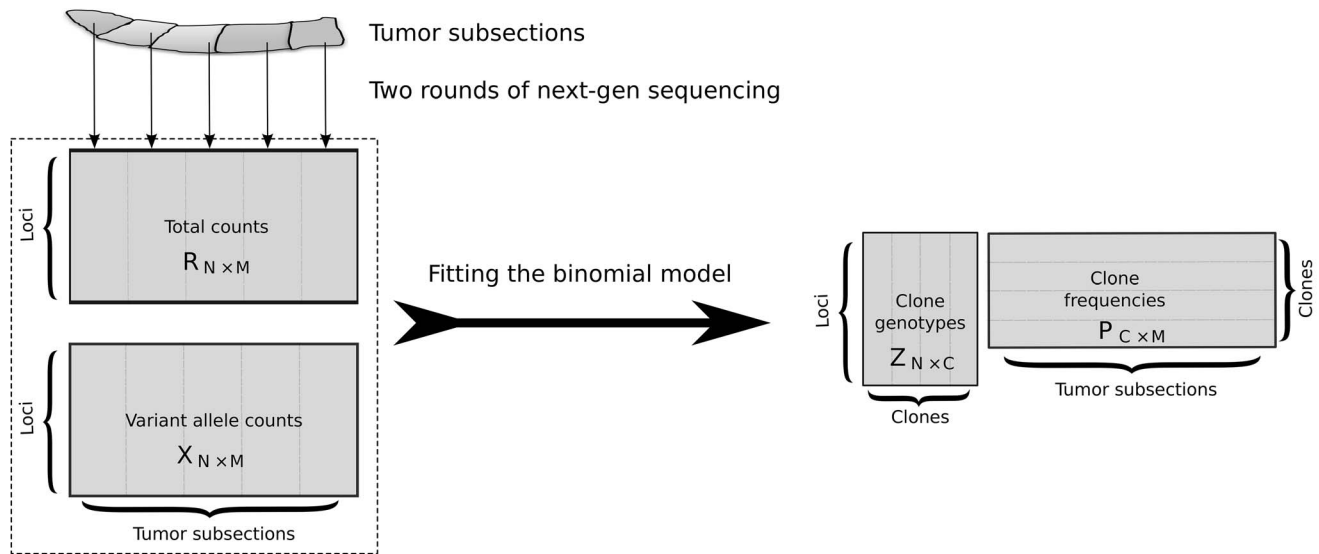 Tumor subsections
Two rounds of next-gen sequencing
Loci
Total counts
R N × M
Loci
Variant allele counts
X N × M
Tumor subsections
Fitting the binomial model
Loci
Clone
genotypes
Z N × C
Clones
Clone
frequencies
P C × M
Clones
Tumor subsections